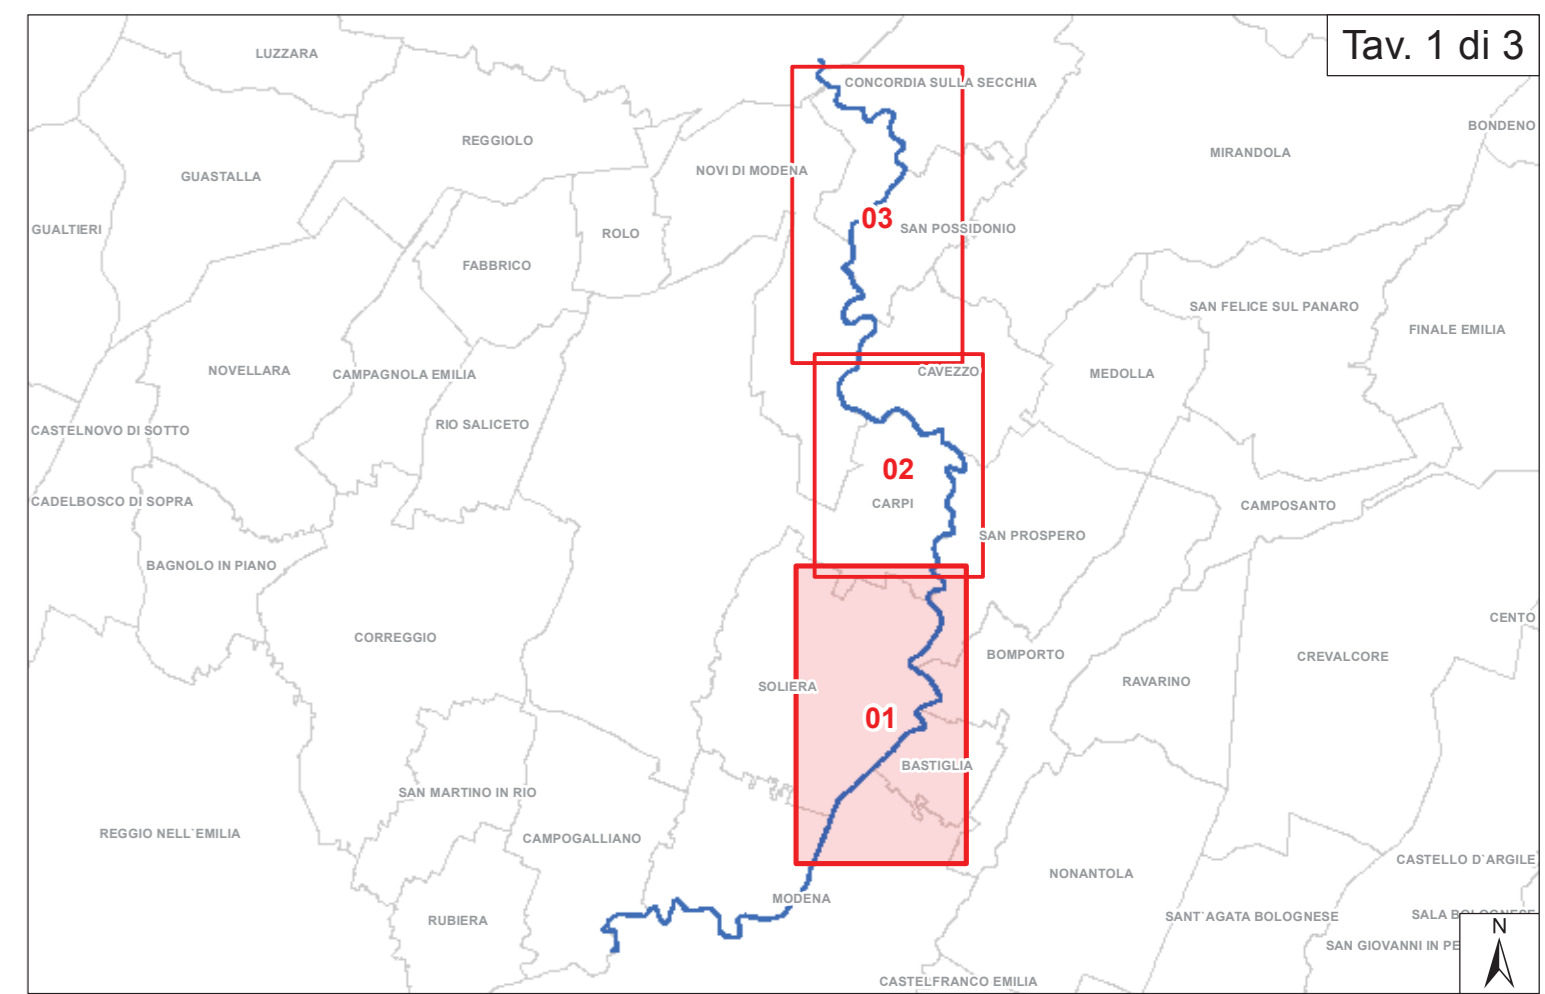 Tav. 1 di 3
LUZZARA
CONCORDIA SULLA SECCHIA
BONDENO
REGGIOLO
MIRANDOLA
NOVI DI MODENA
GUASTALLA
03
GUALTIERI
ROLO
SAN POSSIDONIO
FABBRICO
SAN FELICE SUL PANARO
FINALE EMILIA
NOVELLARA
CAMPAGNOLA EMILIA
CAVEZZO
MEDOLLA
RIO SALICETO
CASTELNOVO DI SOTTO
02
CADELBOSCO DI SOPRA
CARPI
CAMPOSANTO
SAN PROSPERO
BAGNOLO IN PIANO
CENTO
CORREGGIO
BOMPORTO
CREVALCORE
SOLIERA
RAVARINO
01
BASTIGLIA
SAN MARTINO IN RIO
REGGIO NELL`EMILIA
CAMPOGALLIANO
CASTELLO D`ARGILE
NONANTOLA
MODENA
RUBIERA
SANT`AGATA BOLOGNESE
SALA BOLOGNESE
N
SAN GIOVANNI IN PE
CASTELFRANCO EMILIA